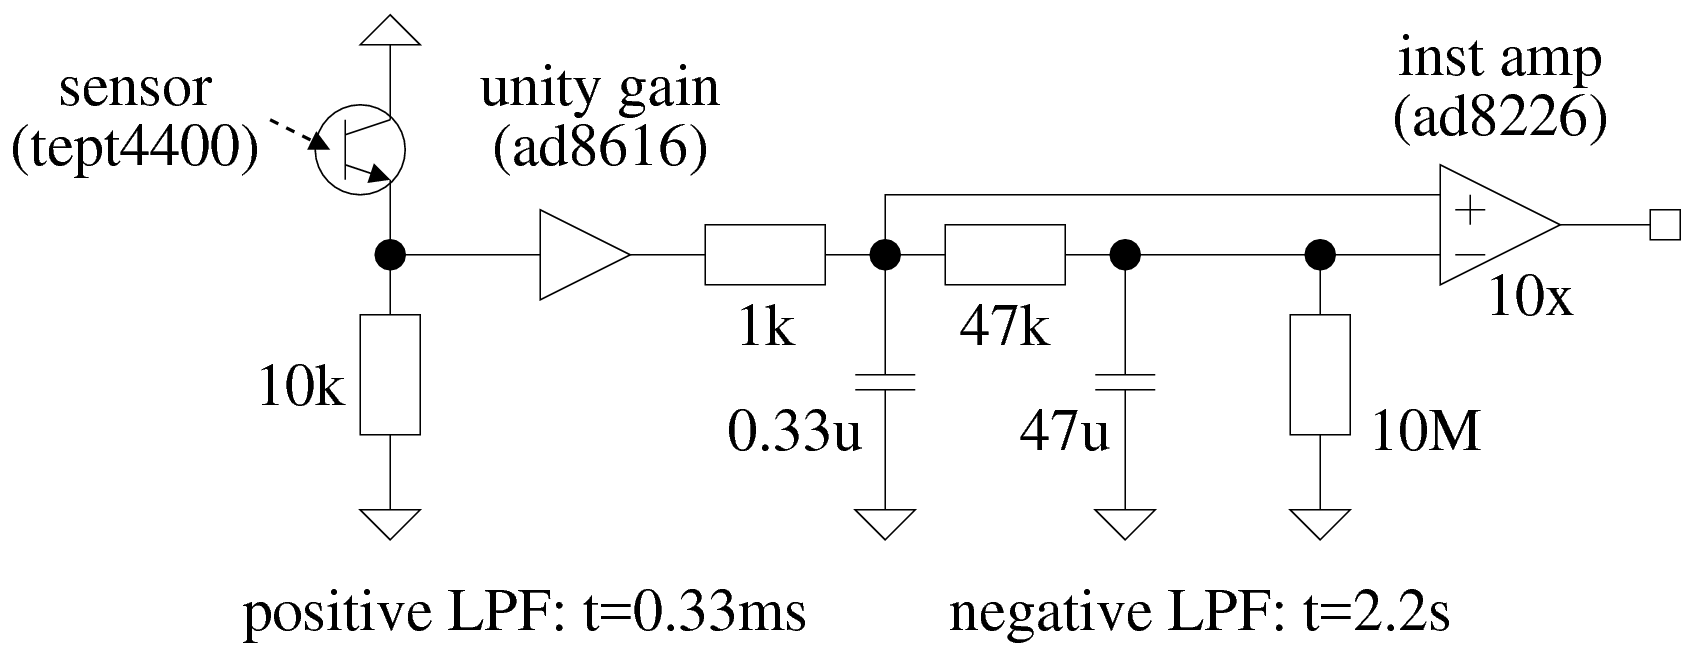 sensor
(tept4400)
unity gain
(ad8616)
inst amp
(ad8226)
+
−
10x
1k
47k
10k
0.33u
47u
10M
positive LPF: t=0.33ms
negative LPF: t=2.2s